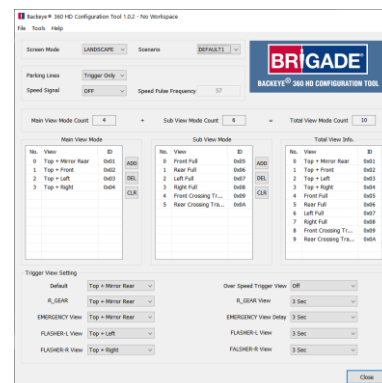 Backeye® 360 HD Configuration Tool 1.0.2 - No Workspace
File Tools Help
Screen Mode LANDSCAPE Scenario DEFAULT1
BRIGADE
BACKEYE® 360 HD CONFIGURATION TOOL
Parking Lines Trigger Only
Speed Signal OFF Speed Pulse Frequency 57
Main View Mode Count 4 + Sub View Mode Count 6 = Total View Mode Count 10
Main View Mode Sub View Mode Total View Info.
No. View ID No. View ID No. View ID
0 Top + Mirror Rear 0x01 ADD 0 Front Full 0x05 ADD 0 Top + Mirror Rear 0x01
1 Top + Front 0x02 1 Rear Full 0x06 1 Top + Front 0x02
2 Top + Left 0x03 DEL 2 Left Full 0x07 DEL 2 Top + Left 0x03
3 Top + Right 0x04 CLR 3 Right Full 0x08 CLR 3 Top + Right 0x04
4 Front Crossing Tr... 0x09 4 Front Full 0x05
5 Rear Crossing Tra... 0x0A 5 Rear Full 0x06
6 Left Full 0x07
7 Right Full 0x08
8 Front Crossing Tr... 0x09
9 Rear Crossing Tra... 0x0A
Trigger View Setting
Default Top + Mirror Rear Over Speed Trigger View Off
R_GEAR Top + Mirror Rear R_GEAR View 3 Sec
EMERGENCY View Top + Mirror Rear EMERGENCY View Delay 3 Sec
FLASHER-L View Top + Left FLASHER-L View 3 Sec
FLASHER-R View Top + Right FALSHER-R View 3 Sec
Close